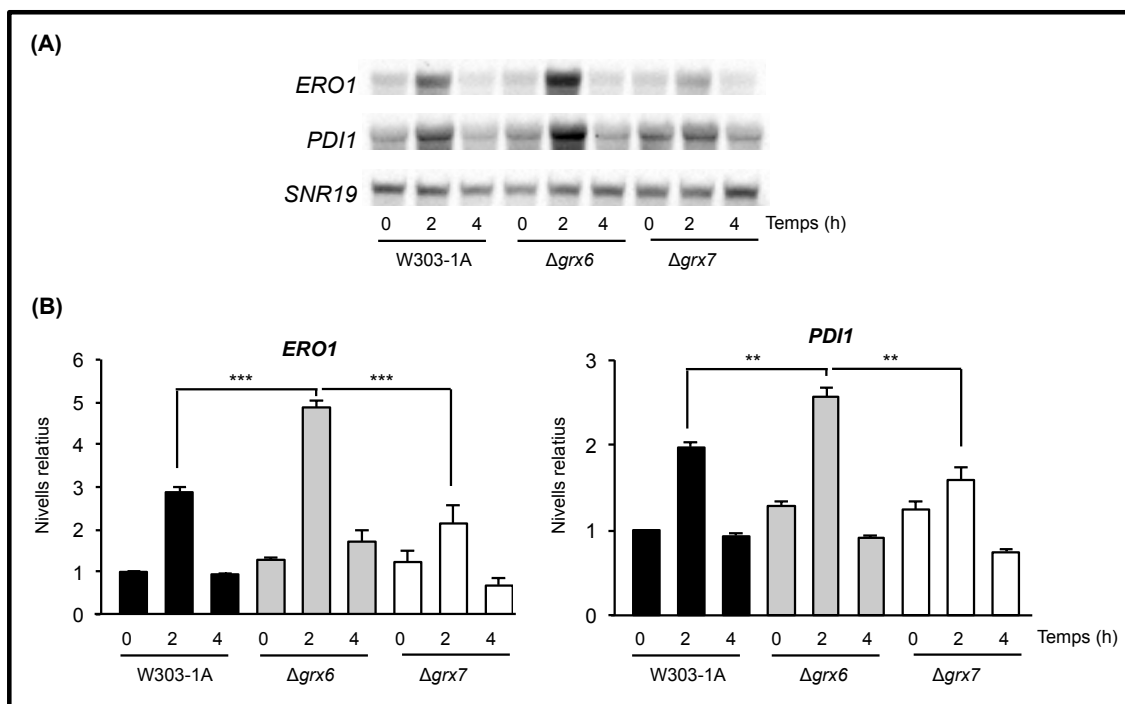 (A)
ERO1
PDI1
SNR19
0 2 4 0 2 4 0 2 4 Temps (h)
W303-1A Δgrx6 Δgrx7
(B)
ERO1
6
5
4
3
2
1
0
Nivells relatius
*** ***
0 2 4 0 2 4 0 2 4
W303-1A Δgrx6 Δgrx7
PDI1
3
2
1
0
Nivells relatius
** **
0 2 4 0 2 4 0 2 4 Temps (h)
W303-1A Δgrx6 Δgrx7